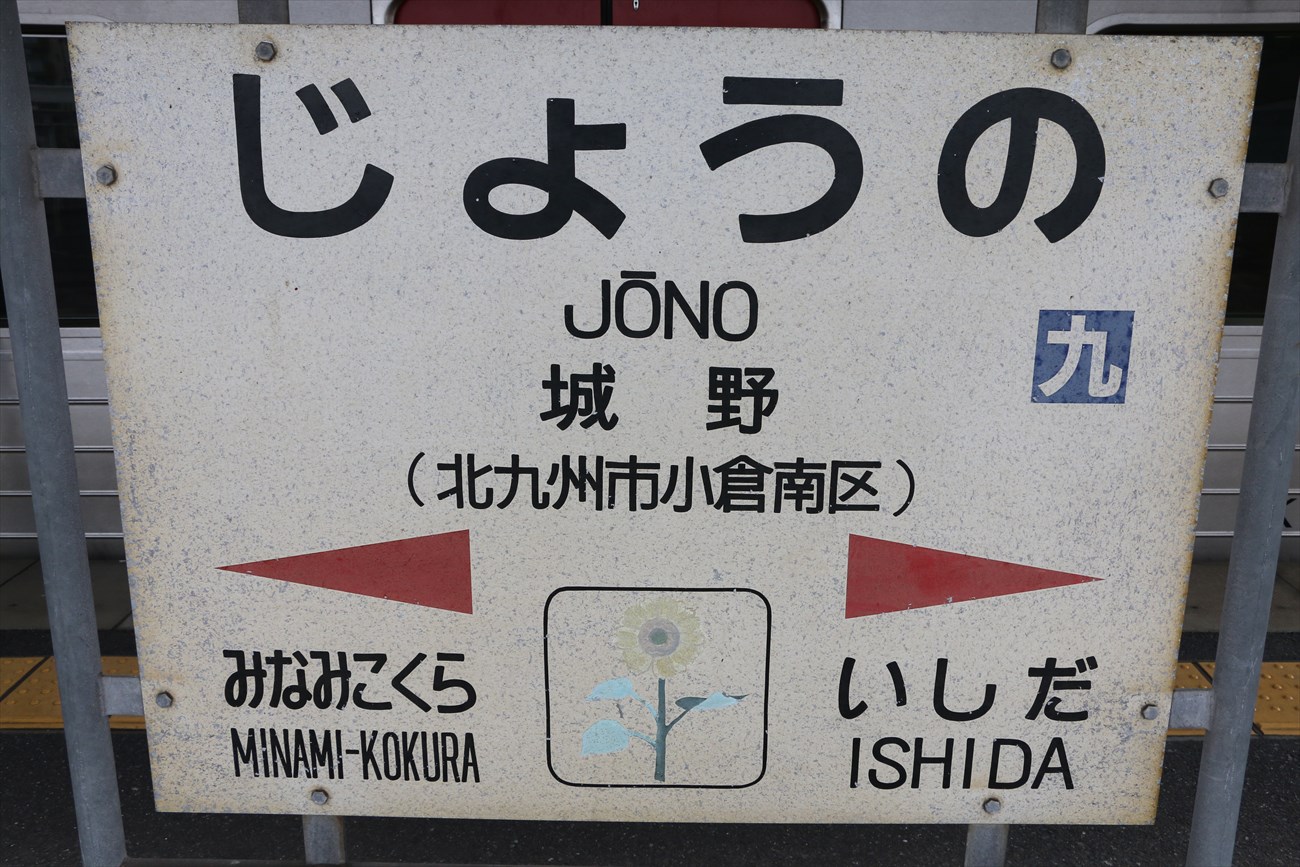 じょうの
JŌNO
九
城野
（北九州市小倉南区）
みなみこくら
MINAMI-KOKURA
いしだ
ISHIDA